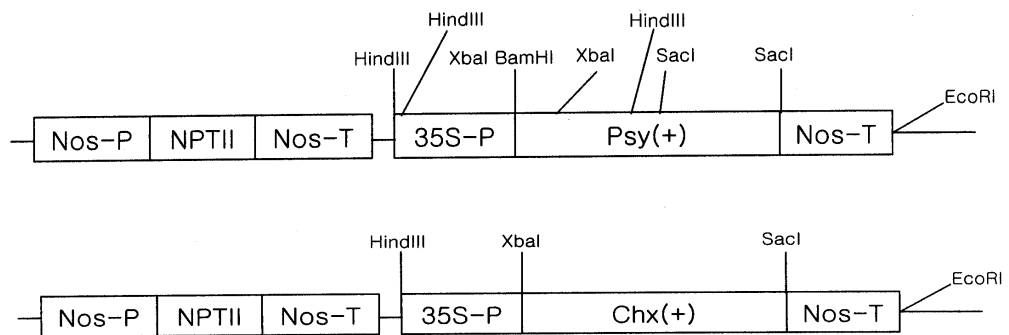 HindIII HindIII
HindIII XbaI BamHI XbaI SacI SacI
EcoRI
Nos-P NPTII Nos-T 35S-P Psy(+) Nos-T
HindIII XbaI SacI
EcoRI
Nos-P NPTII Nos-T 35S-P Chx(+) Nos-T